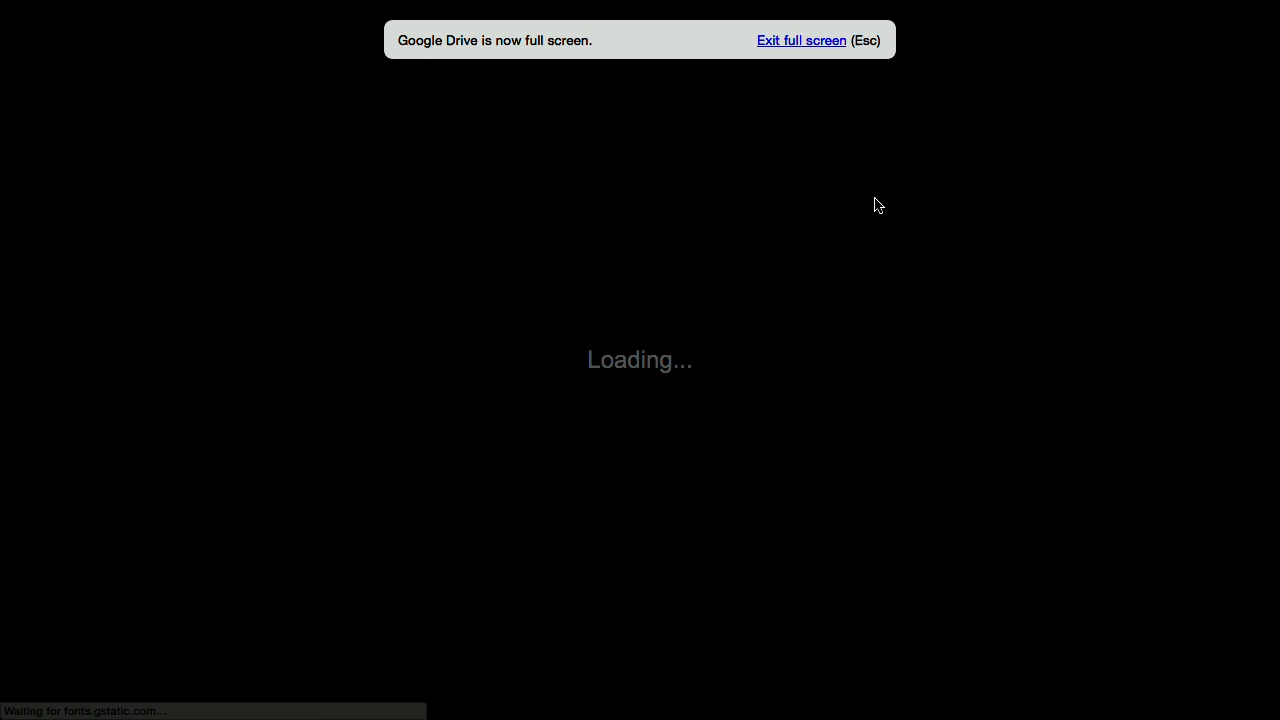 Google Drive is now full screen. Exit full screen (Esc)
Loading...
Waiting for fonts.gstatic.com...